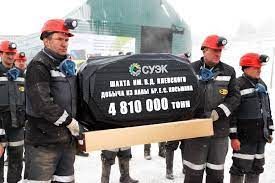 СУЭК
ШАХТА ИМ. В.Д. ЯЛЕВСКОГО
ДОБЫЧА ИЗ ЛАВЫ БР. Е.С. КОСЬМИНА
4 810 000 ТОНН